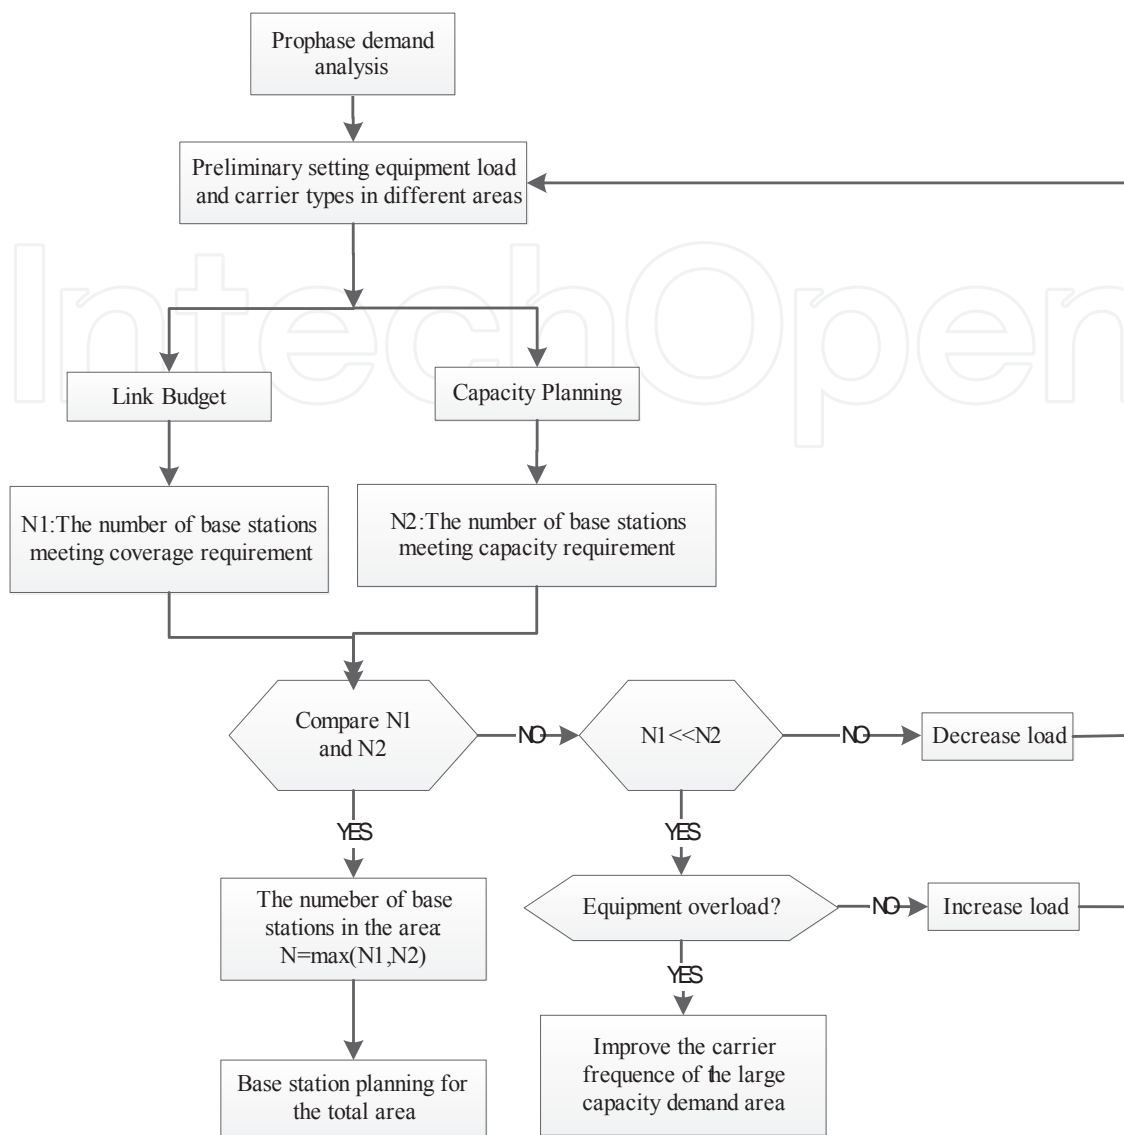 Prophase demand
analysis
Preliminary setting equipment load
and carrier types in different areas
IntechOpen
Link Budget
Capacity Planning
N1:The number of base stations
meeting coverage requirement
N2:The number of base stations
meeting capacity requirement
Compare N1
and N2
NO
N1<<N2
NO
Decrease load
YES
YES
The numeber of base
stations in the area:
N=max(N1,N2)
Equipment overload?
NO
Increase load
YES
Base station planning for
the total area
Improve the carrier
frequence of the large
capacity demand area